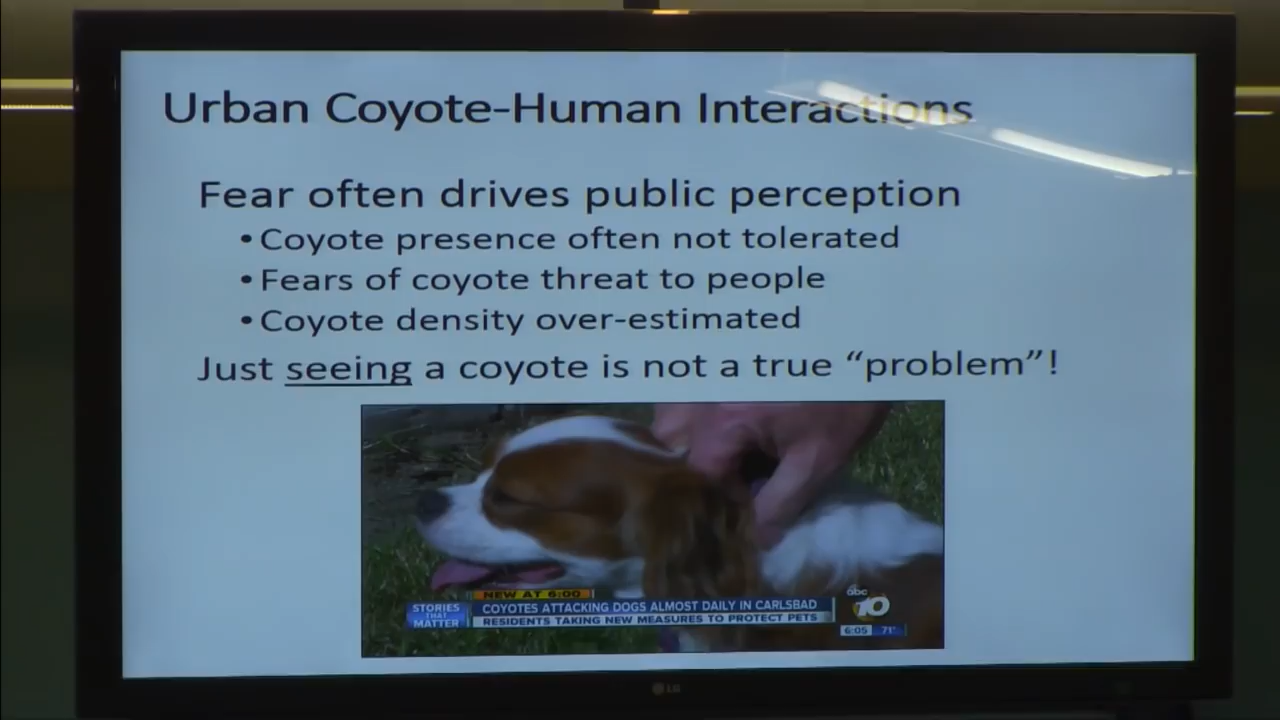 Urban Coyote-Human Interactions
Fear often drives public perception
• Coyote presence often not tolerated
• Fears of coyote threat to people
• Coyote density over-estimated
Just seeing a coyote is not a true “problem”!
NEW AT 6:00
STORIES
THAT
MATTER
COYOTES ATTACKING DOGS ALMOST DAILY IN CARLSBAD
RESIDENTS TAKING NEW MEASURES TO PROTECT PETS
abc
10
6:05 71°
LG